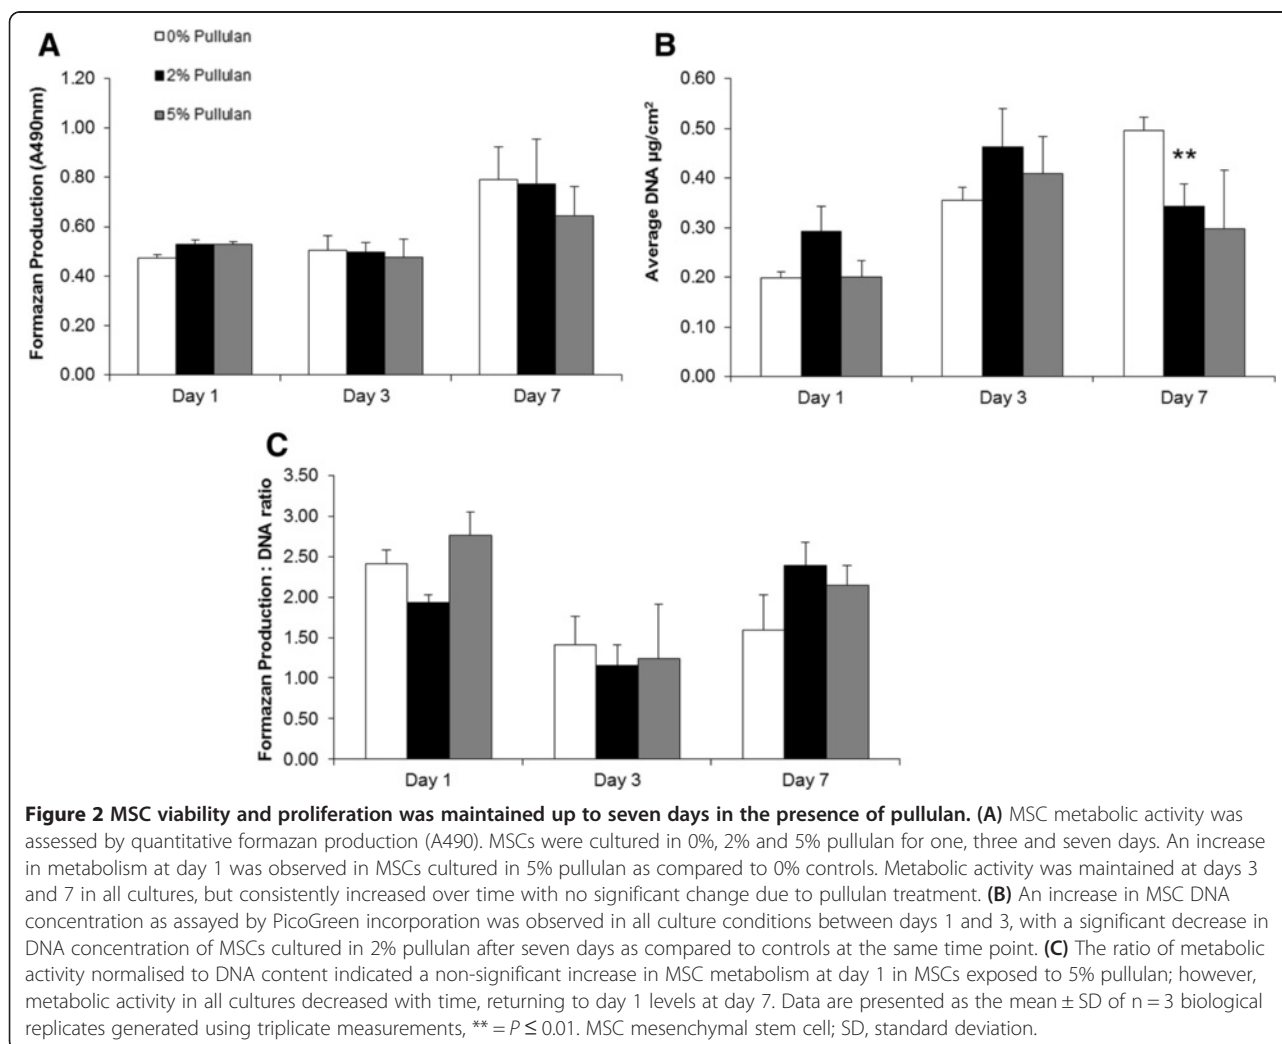 A
0% Pullulan
2% Pullulan
5% Pullulan
Formazan Production (A490nm)
1.20
1.00
0.80
0.60
0.40
0.20
0.00
Day 1 Day 3 Day 7
B
Average DNA µg/cm²
0.60
0.50
0.40
0.30
0.20
0.10
0.00
**
Day 1 Day 3 Day 7
C
Formazan Production : DNA ratio
3.50
3.00
2.50
2.00
1.50
1.00
0.50
0.00
Day 1 Day 3 Day 7
Figure 2 MSC viability and proliferation was maintained up to seven days in the presence of pullulan. (A) MSC metabolic activity was
assessed by quantitative formazan production (A490). MSCs were cultured in 0%, 2% and 5% pullulan for one, three and seven days. An increase
in metabolism at day 1 was observed in MSCs cultured in 5% pullulan as compared to 0% controls. Metabolic activity was maintained at days 3
and 7 in all cultures, but consistently increased over time with no significant change due to pullulan treatment. (B) An increase in MSC DNA
concentration as assayed by PicoGreen incorporation was observed in all culture conditions between days 1 and 3, with a significant decrease in
DNA concentration of MSCs cultured in 2% pullulan after seven days as compared to controls at the same time point. (C) The ratio of metabolic
activity normalised to DNA content indicated a non-significant increase in MSC metabolism at day 1 in MSCs exposed to 5% pullulan; however,
metabolic activity in all cultures decreased with time, returning to day 1 levels at day 7. Data are presented as the mean ± SD of n = 3 biological
replicates generated using triplicate measurements, ** = P ≤ 0.01. MSC mesenchymal stem cell; SD, standard deviation.